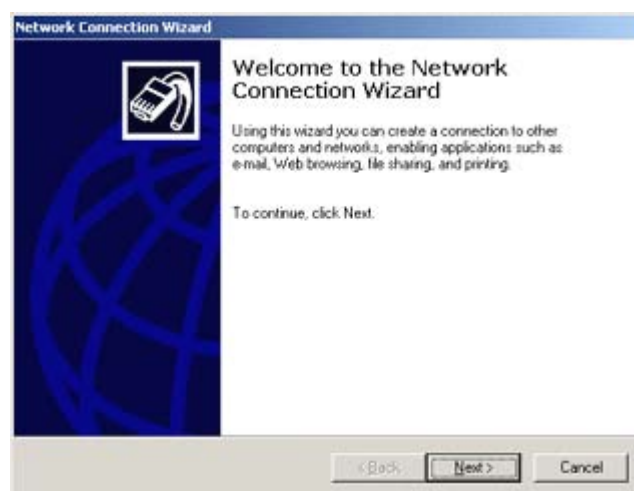 Network Connection Wizard
Welcome to the Network
Connection Wizard
Using this wizard you can create a connection to other
computers and networks, enabling applications such as
e-mail, Web browsing, file sharing, and printing.
To continue, click Next.
< Back
Next >
Cancel